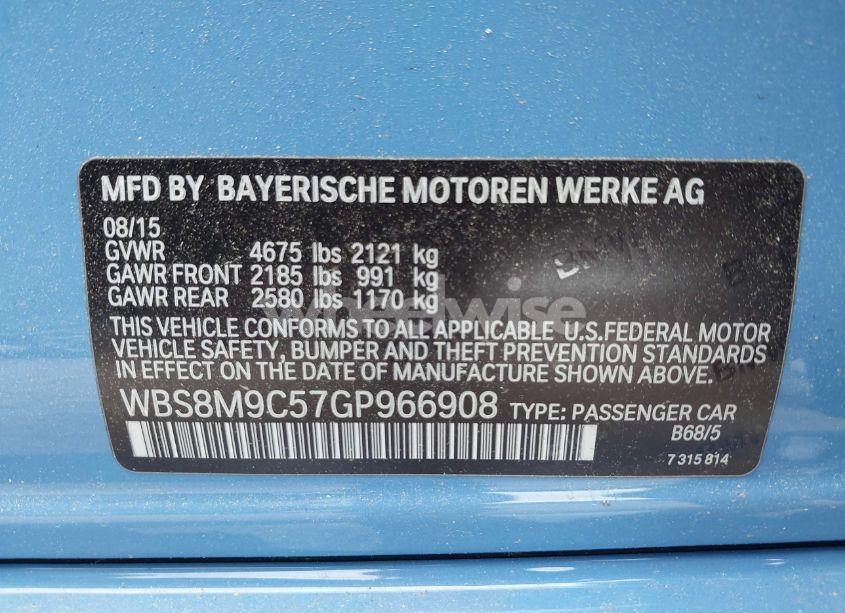 MFD BY BAYERISCHE MOTOREN WERKE AG
08/15
GVWR 4675 lbs 2121 kg
GAWR FRONT 2185 lbs 991 kg
GAWR REAR 2580 lbs 1170 kg
wheelwise
THIS VEHICLE CONFORMS TO ALL APPLICABLE U.S.FEDERAL MOTOR
VEHICLE SAFETY, BUMPER AND THEFT PREVENTION STANDARDS
IN EFFECT ON THE DATE OF MANUFACTURE SHOWN ABOVE.
WBS8M9C57GP966908 TYPE: PASSENGER CAR
B68/5
7 315 814